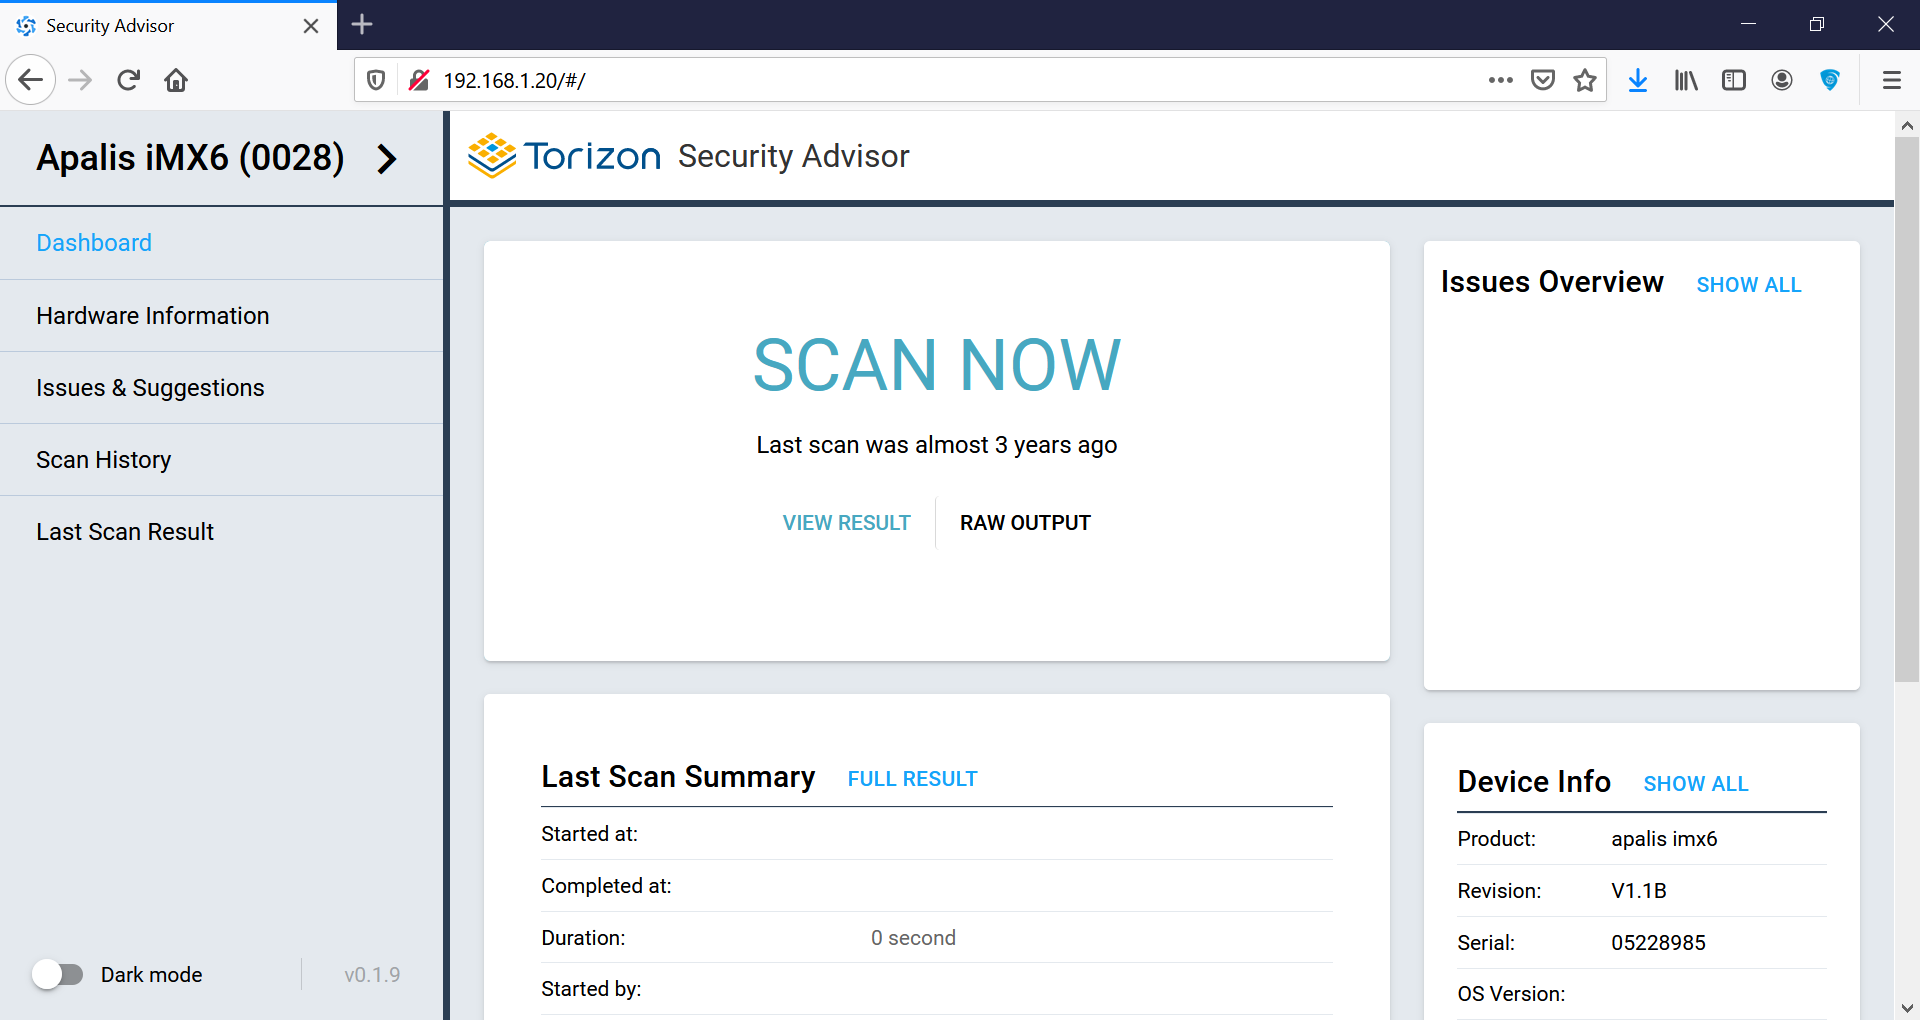 Security Advisor
192.168.1.20/#/
Apalis iMX6 (0028)
Dashboard
Hardware Information
Issues & Suggestions
Scan History
Last Scan Result
Dark mode
v0.1.9
Torizon Security Advisor
SCAN NOW
Last scan was almost 3 years ago
VIEW RESULT
RAW OUTPUT
Issues Overview SHOW ALL
Last Scan Summary FULL RESULT
Started at:
Completed at:
Duration: 0 second
Started by:
Device Info SHOW ALL
Product: apalis imx6
Revision: V1.1B
Serial: 05228985
OS Version: